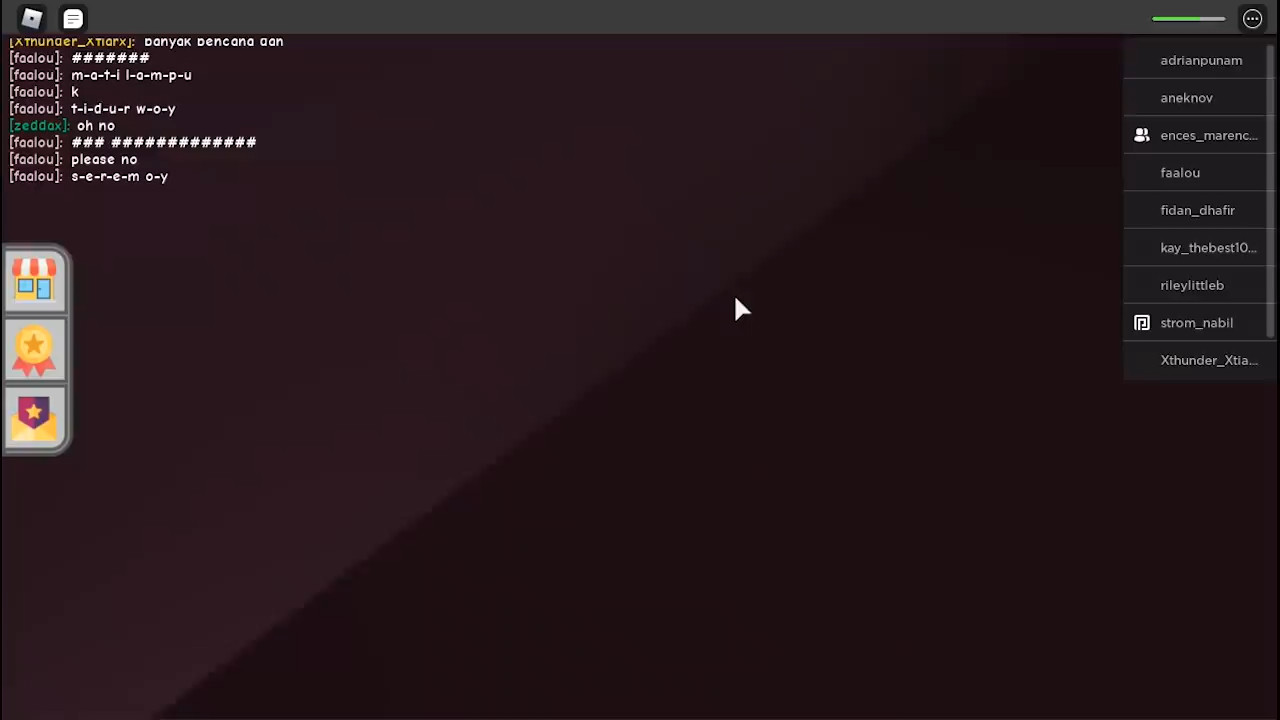 [Xthunder_Xtiarx]: banyak bencana dan
[faalou]: #######
[faalou]: m-a-t-i l-a-m-p-u
[faalou]: k
[faalou]: t-i-d-u-r w-o-y
[zeddax]: oh no
[faalou]: ### #############
[faalou]: please no
[faalou]: s-e-r-e-m o-y
adrianpunam
aneknov
ences_marenc...
faalou
fidan_dhafir
kay_thebest10...
rileylittleb
strom_nabil
Xthunder_Xtia...